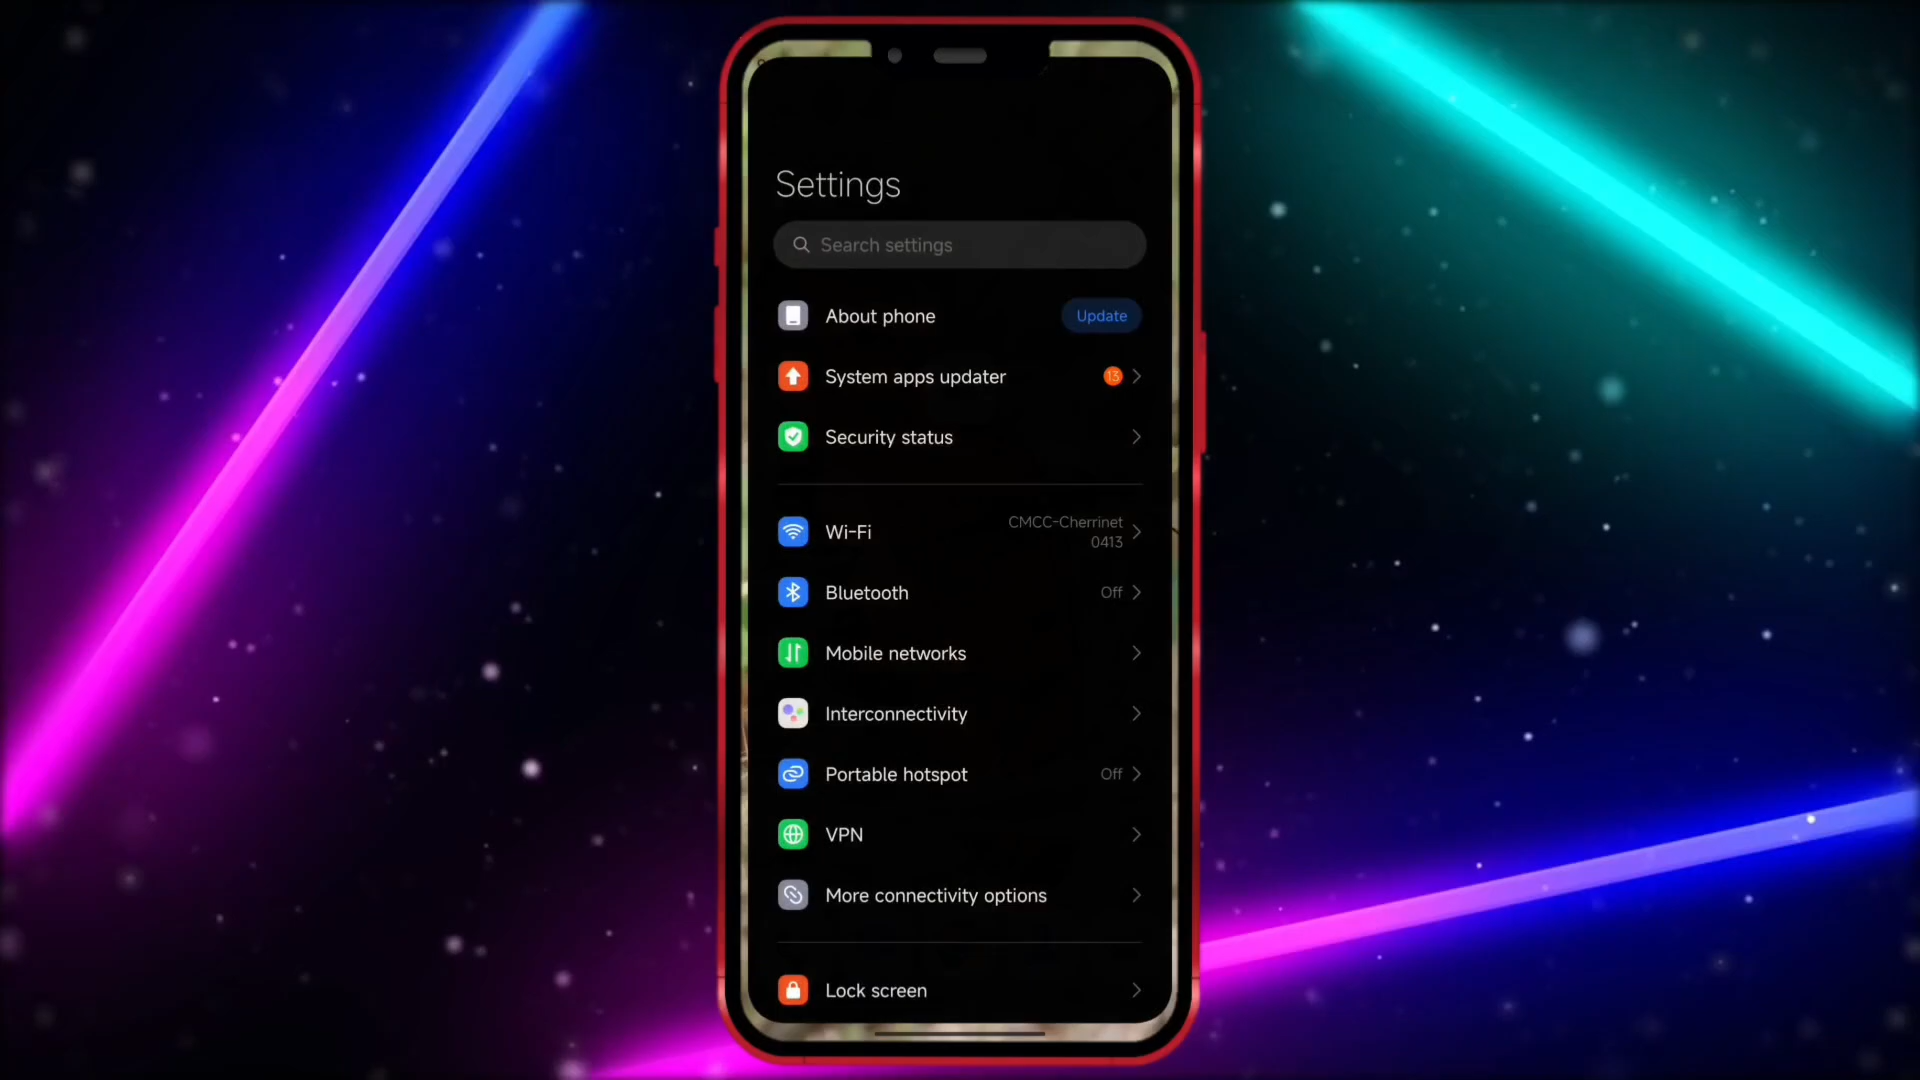 Settings
Search settings
About phone
Update
System apps updater
13
Security status
Wi-Fi
CMCC-Cherrinet
0413
Bluetooth
Off
Mobile networks
Interconnectivity
Portable hotspot
Off
VPN
More connectivity options
Lock screen